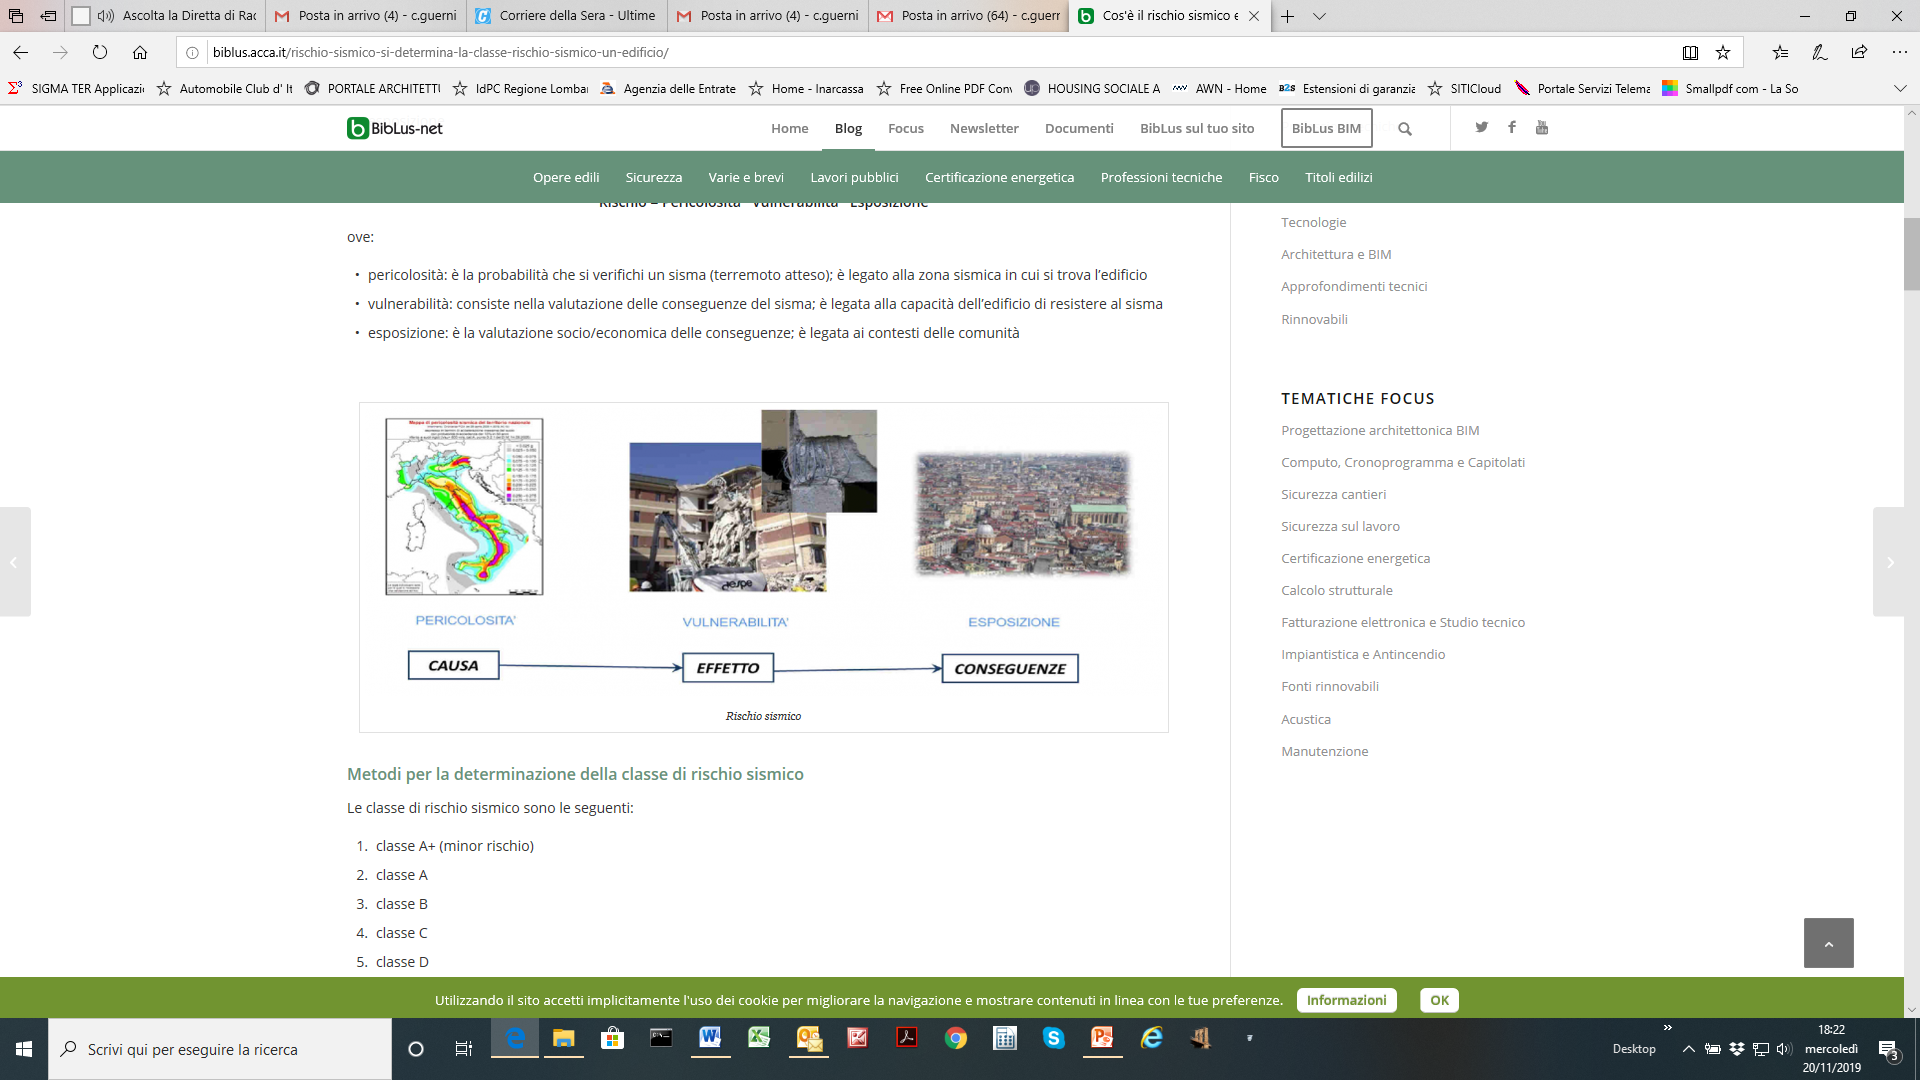 Ascolta la Diretta di Rad
Posta in arrivo (4) - c.guerni
Corriere della Sera - Ultime
Posta in arrivo (4) - c.guerni
Posta in arrivo (64) - c.guerr
Cos'è il rischio sismico e
biblus.acca.it/rischio-sismico-si-determina-la-classe-rischio-sismico-un-edificio/
SIGMA TER Applicazi
Automobile Club d' It
PORTALE ARCHITETTI
IdPC Regione Lombar
Agenzia delle Entrate
Home - Inarcassa
Free Online PDF Conv
HOUSING SOCIALE A
AWN - Home
Estensioni di garanzia
SITICloud
Portale Servizi Telema
Smallpdf com - La So
BibLus-net
Home
Blog
Focus
Newsletter
Documenti
BibLus sul tuo sito
BibLus BIM
Opere edili
Sicurezza
Varie e brevi
Lavori pubblici
Certificazione energetica
Professioni tecniche
Fisco
Titoli edilizi
Rischio = Pericolosità Vulnerabilità Esposizione
ove:
• pericolosità: è la probabilità che si verifichi un sisma (terremoto atteso); è legato alla zona sismica in cui si trova l'edificio
• vulnerabilità: consiste nella valutazione delle conseguenze del sisma; è legata alla capacità dell'edificio di resistere al sisma
• esposizione: è la valutazione socio/economica delle conseguenze; è legata ai contesti delle comunità
Mappa di pericolosità sismica del territorio nazionale
despe
PERICOLOSITA'
VULNERABILITA'
ESPOSIZIONE
CAUSA
EFFETTO
CONSEGUENZE
Rischio sismico
Metodi per la determinazione della classe di rischio sismico
Le classe di rischio sismico sono le seguenti:
1. classe A+ (minor rischio)
2. classe A
3. classe B
4. classe C
5. classe D
Tecnologie
Architettura e BIM
Approfondimenti tecnici
Rinnovabili
TEMATICHE FOCUS
Progettazione architettonica BIM
Computo, Cronoprogramma e Capitolati
Sicurezza cantieri
Sicurezza sul lavoro
Certificazione energetica
Calcolo strutturale
Fatturazione elettronica e Studio tecnico
Impiantistica e Antincendio
Fonti rinnovabili
Acustica
Manutenzione
Utilizzando il sito accetti implicitamente l'uso dei cookie per migliorare la navigazione e mostrare contenuti in linea con le tue preferenze.
Informazioni
OK
Scrivi qui per eseguire la ricerca
Desktop
18:22
mercoledì
20/11/2019
3